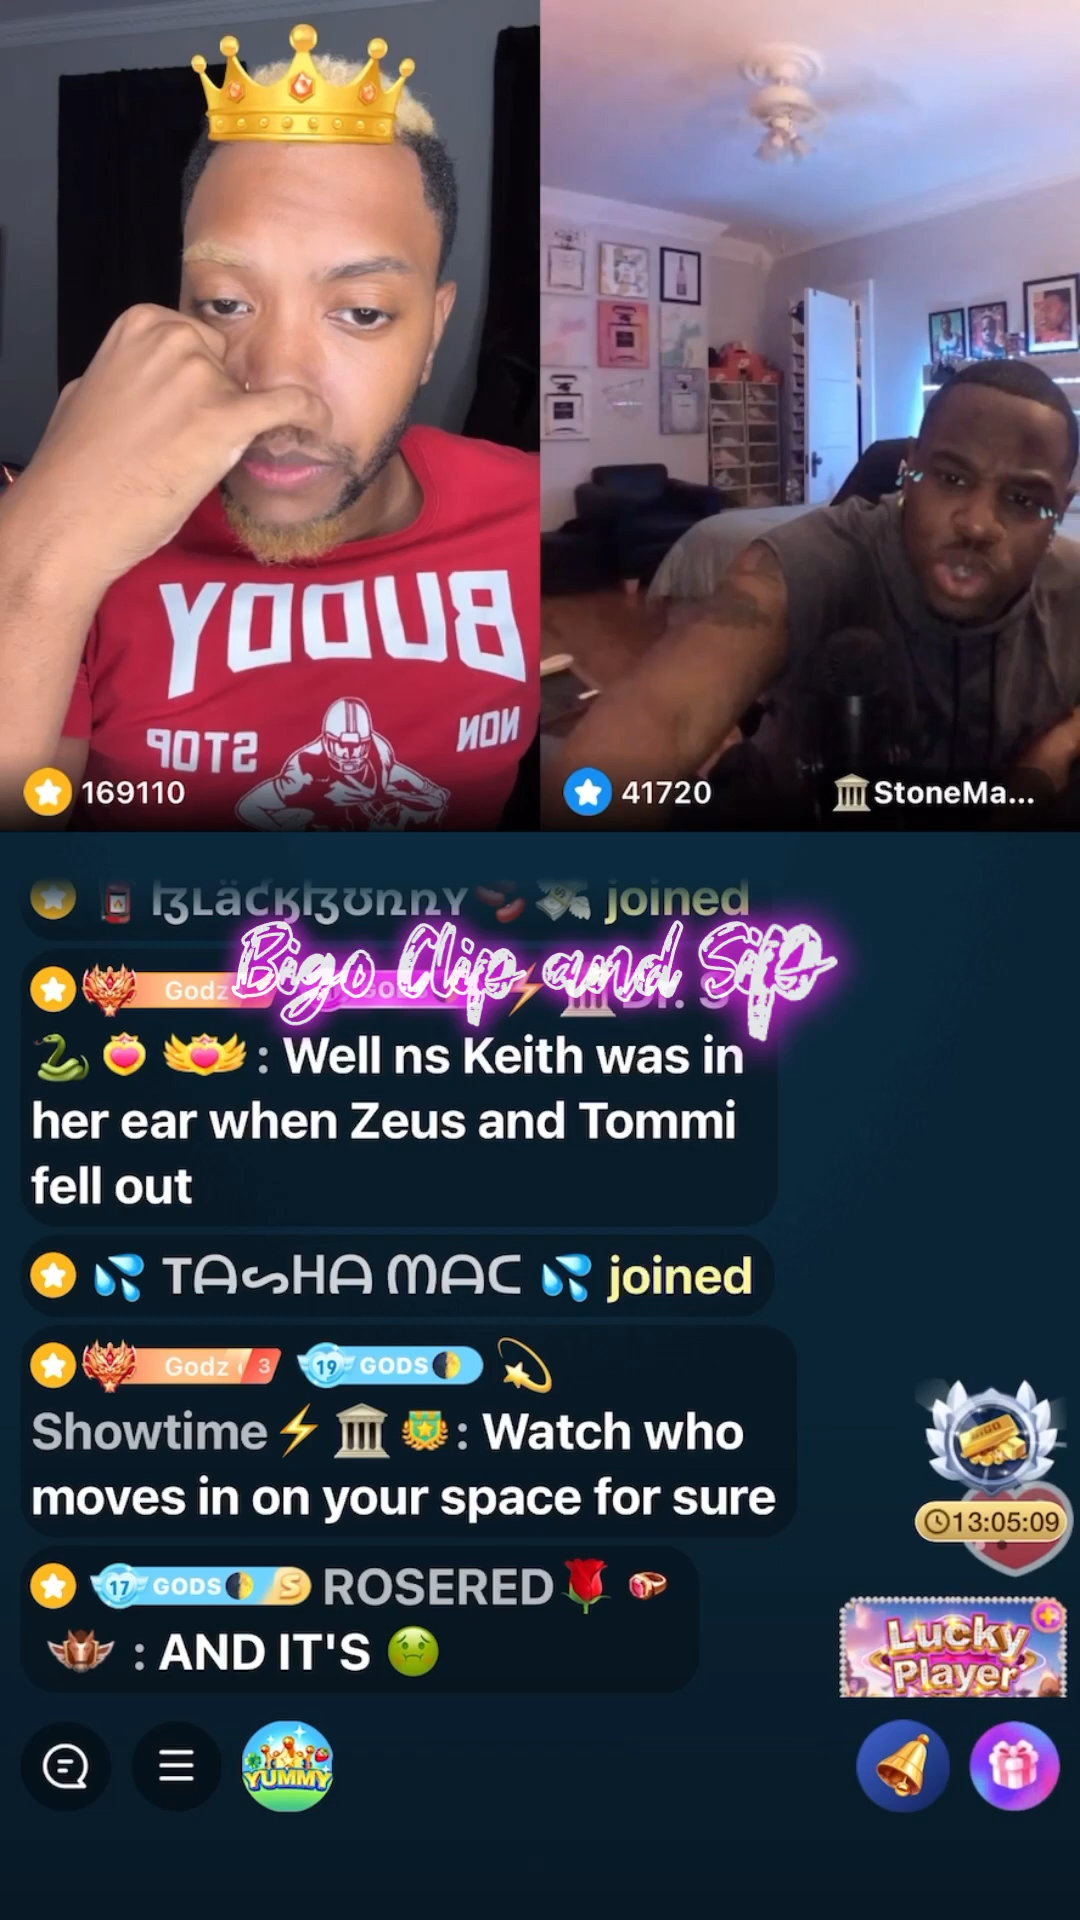 BUDDY
STOP
NON
169110
41720
🏛️StoneMa...
ꞴLäCKꞴUnnY joined
Bigo Clip and Sip
Godz
: Well ns Keith was in
her ear when Zeus and Tommi
fell out
💦 TASHA MAC 💦 joined
Godz 3 19 GODS🌓 💫
Showtime⚡🏛️ : Watch who
moves in on your space for sure
17 GODS🌓 S ROSERED🌹
: AND IT'S 🤢
13:05:09
Lucky
Player
YUMMY